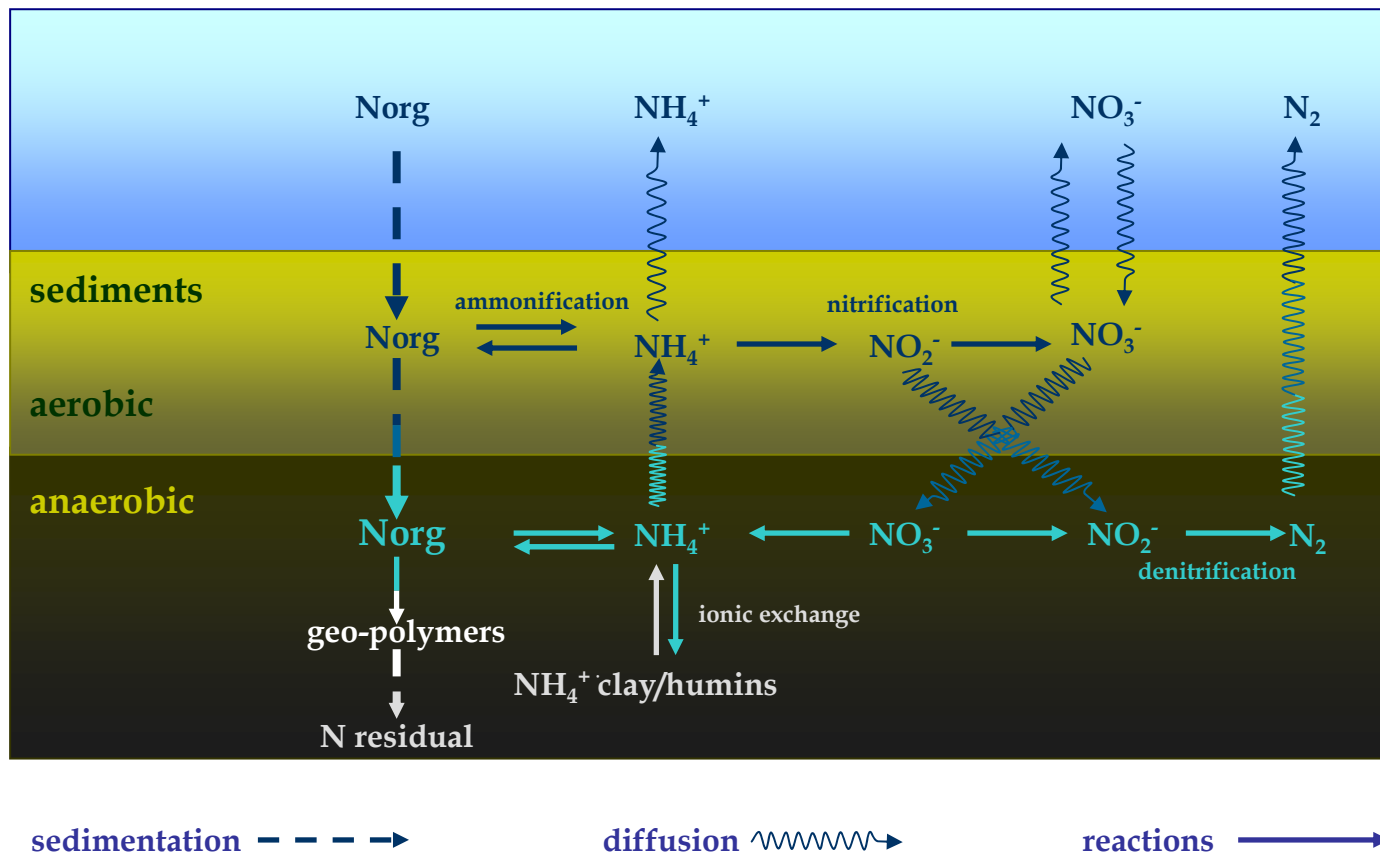 Norg NH₄⁺ NO₃⁻ N₂
sediments
ammonification nitrification
Norg NH₄⁺ NO₂⁻ NO₃⁻
aerobic
anaerobic
Norg NH₄⁺ NO₃⁻ NO₂⁻ N₂
denitrification
ionic exchange
geo-polymers
NH₄⁺ clay/humins
N residual
sedimentation diffusion reactions